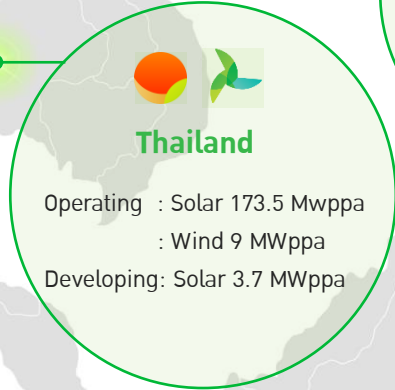 Thailand
Operating : Solar 173.5 Mwppa
: Wind 9 MWppa
Developing: Solar 3.7 MWppa